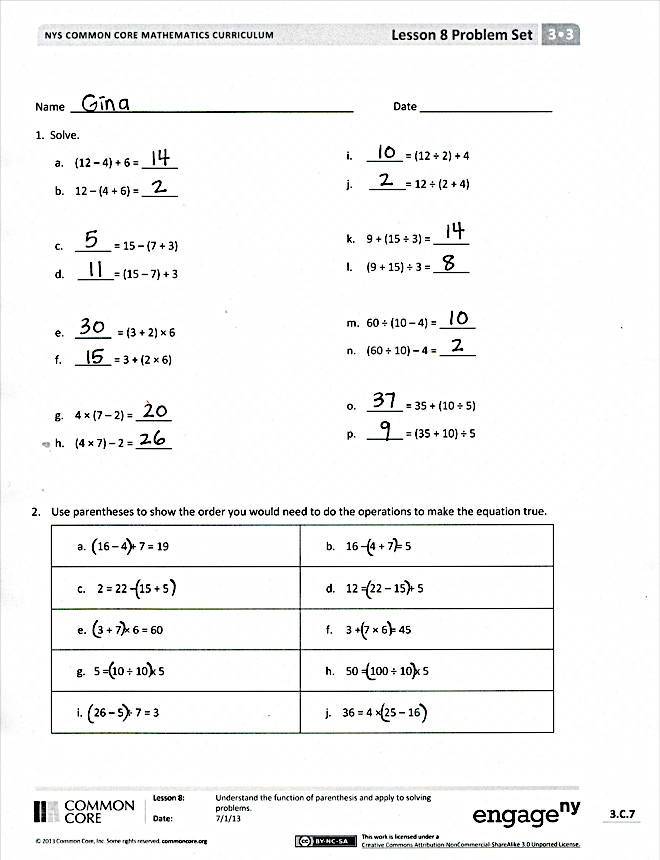 NYS COMMON CORE MATHEMATICS CURRICULUM Lesson 8 Problem Set 3•3
Name Gina Date
1. Solve.
a. (12 – 4) + 6 = 14
b. 12 – (4 + 6) = 2
c. 5 = 15 – (7 + 3)
d. 11 = (15 – 7) + 3
e. 30 = (3 + 2) × 6
f. 15 = 3 + (2 × 6)
g. 4 × (7 – 2) = 20
h. (4 × 7) – 2 = 26
i. 10 = (12 ÷ 2) + 4
j. 2 = 12 ÷ (2 + 4)
k. 9 + (15 ÷ 3) = 14
l. (9 + 15) ÷ 3 = 8
m. 60 ÷ (10 – 4) = 10
n. (60 ÷ 10) – 4 = 2
o. 37 = 35 + (10 ÷ 5)
p. 9 = (35 + 10) ÷ 5
2. Use parentheses to show the order you would need to do the operations to make the equation true.
a. (16 – 4) + 7 = 19
b. 16 – (4 + 7) = 5
c. 2 = 22 – (15 + 5)
d. 12 = (22 – 15) + 5
e. (3 + 7) × 6 = 60
f. 3 + (7 × 6) = 45
g. 5 = (10 ÷ 10) × 5
h. 50 = (100 ÷ 10) × 5
i. (26 – 5) ÷ 7 = 3
j. 36 = 4 × (25 – 16)
COMMON
CORE
Lesson 8: Understand the function of parenthesis and apply to solving
problems.
Date: 7/1/13
engageny
3.C.7
© 2013 Common Core, Inc. Some rights reserved. commoncore.org
cc BY-NC-SA
This work is licensed under a
Creative Commons Attribution-NonCommercial-ShareAlike 3.0 Unported License.